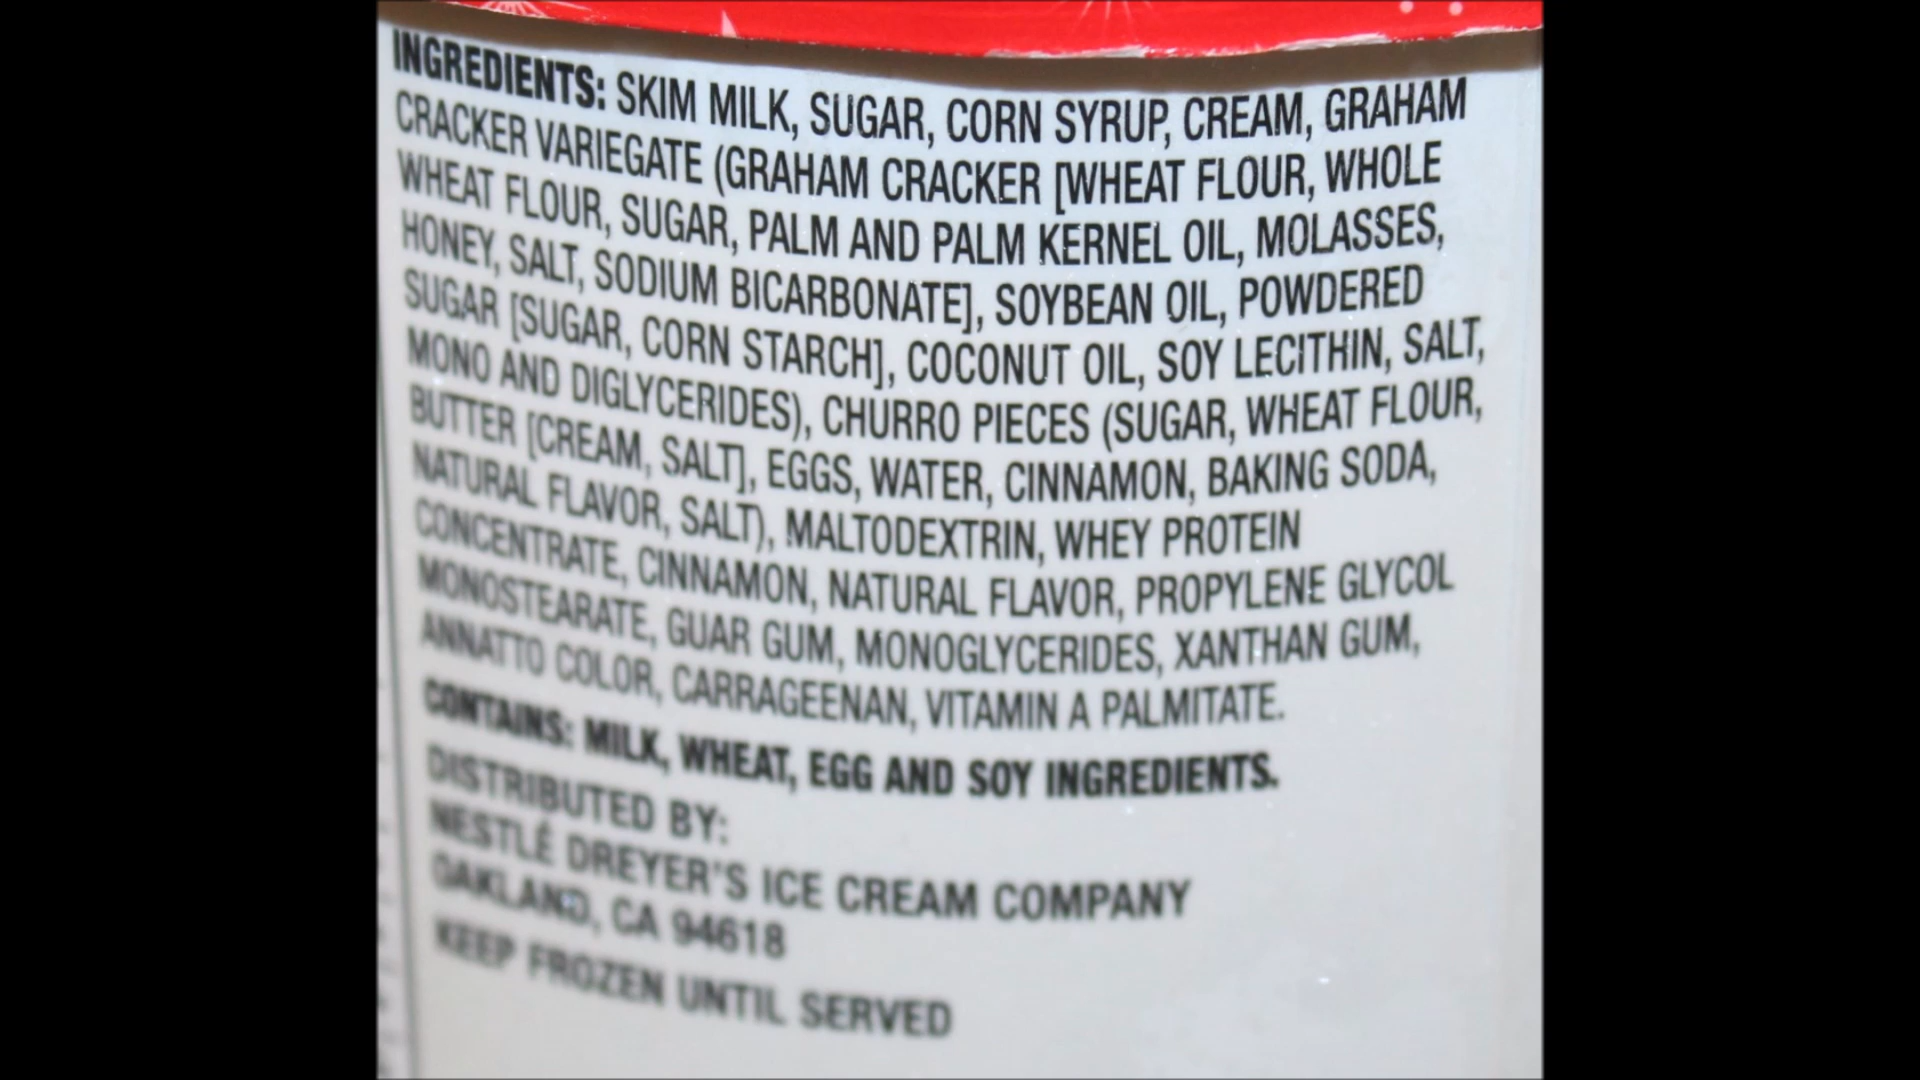 INGREDIENTS: SKIM MILK, SUGAR, CORN SYRUP, CREAM, GRAHAM
CRACKER VARIEGATE (GRAHAM CRACKER [WHEAT FLOUR, WHOLE
WHEAT FLOUR, SUGAR, PALM AND PALM KERNEL OIL, MOLASSES,
HONEY, SALT, SODIUM BICARBONATE], SOYBEAN OIL, POWDERED
SUGAR [SUGAR, CORN STARCH], COCONUT OIL, SOY LECITHIN, SALT,
MONO AND DIGLYCERIDES), CHURRO PIECES (SUGAR, WHEAT FLOUR,
BUTTER [CREAM, SALT], EGGS, WATER, CINNAMON, BAKING SODA,
NATURAL FLAVOR, SALT), MALTODEXTRIN, WHEY PROTEIN
CONCENTRATE, CINNAMON, NATURAL FLAVOR, PROPYLENE GLYCOL
MONOSTEARATE, GUAR GUM, MONOGLYCERIDES, XANTHAN GUM,
ANNATTO COLOR, CARRAGEENAN, VITAMIN A PALMITATE.
CONTAINS: MILK, WHEAT, EGG AND SOY INGREDIENTS.
DISTRIBUTED BY:
NESTLÉ DREYER'S ICE CREAM COMPANY
OAKLAND, CA 94618
KEEP FROZEN UNTIL SERVED